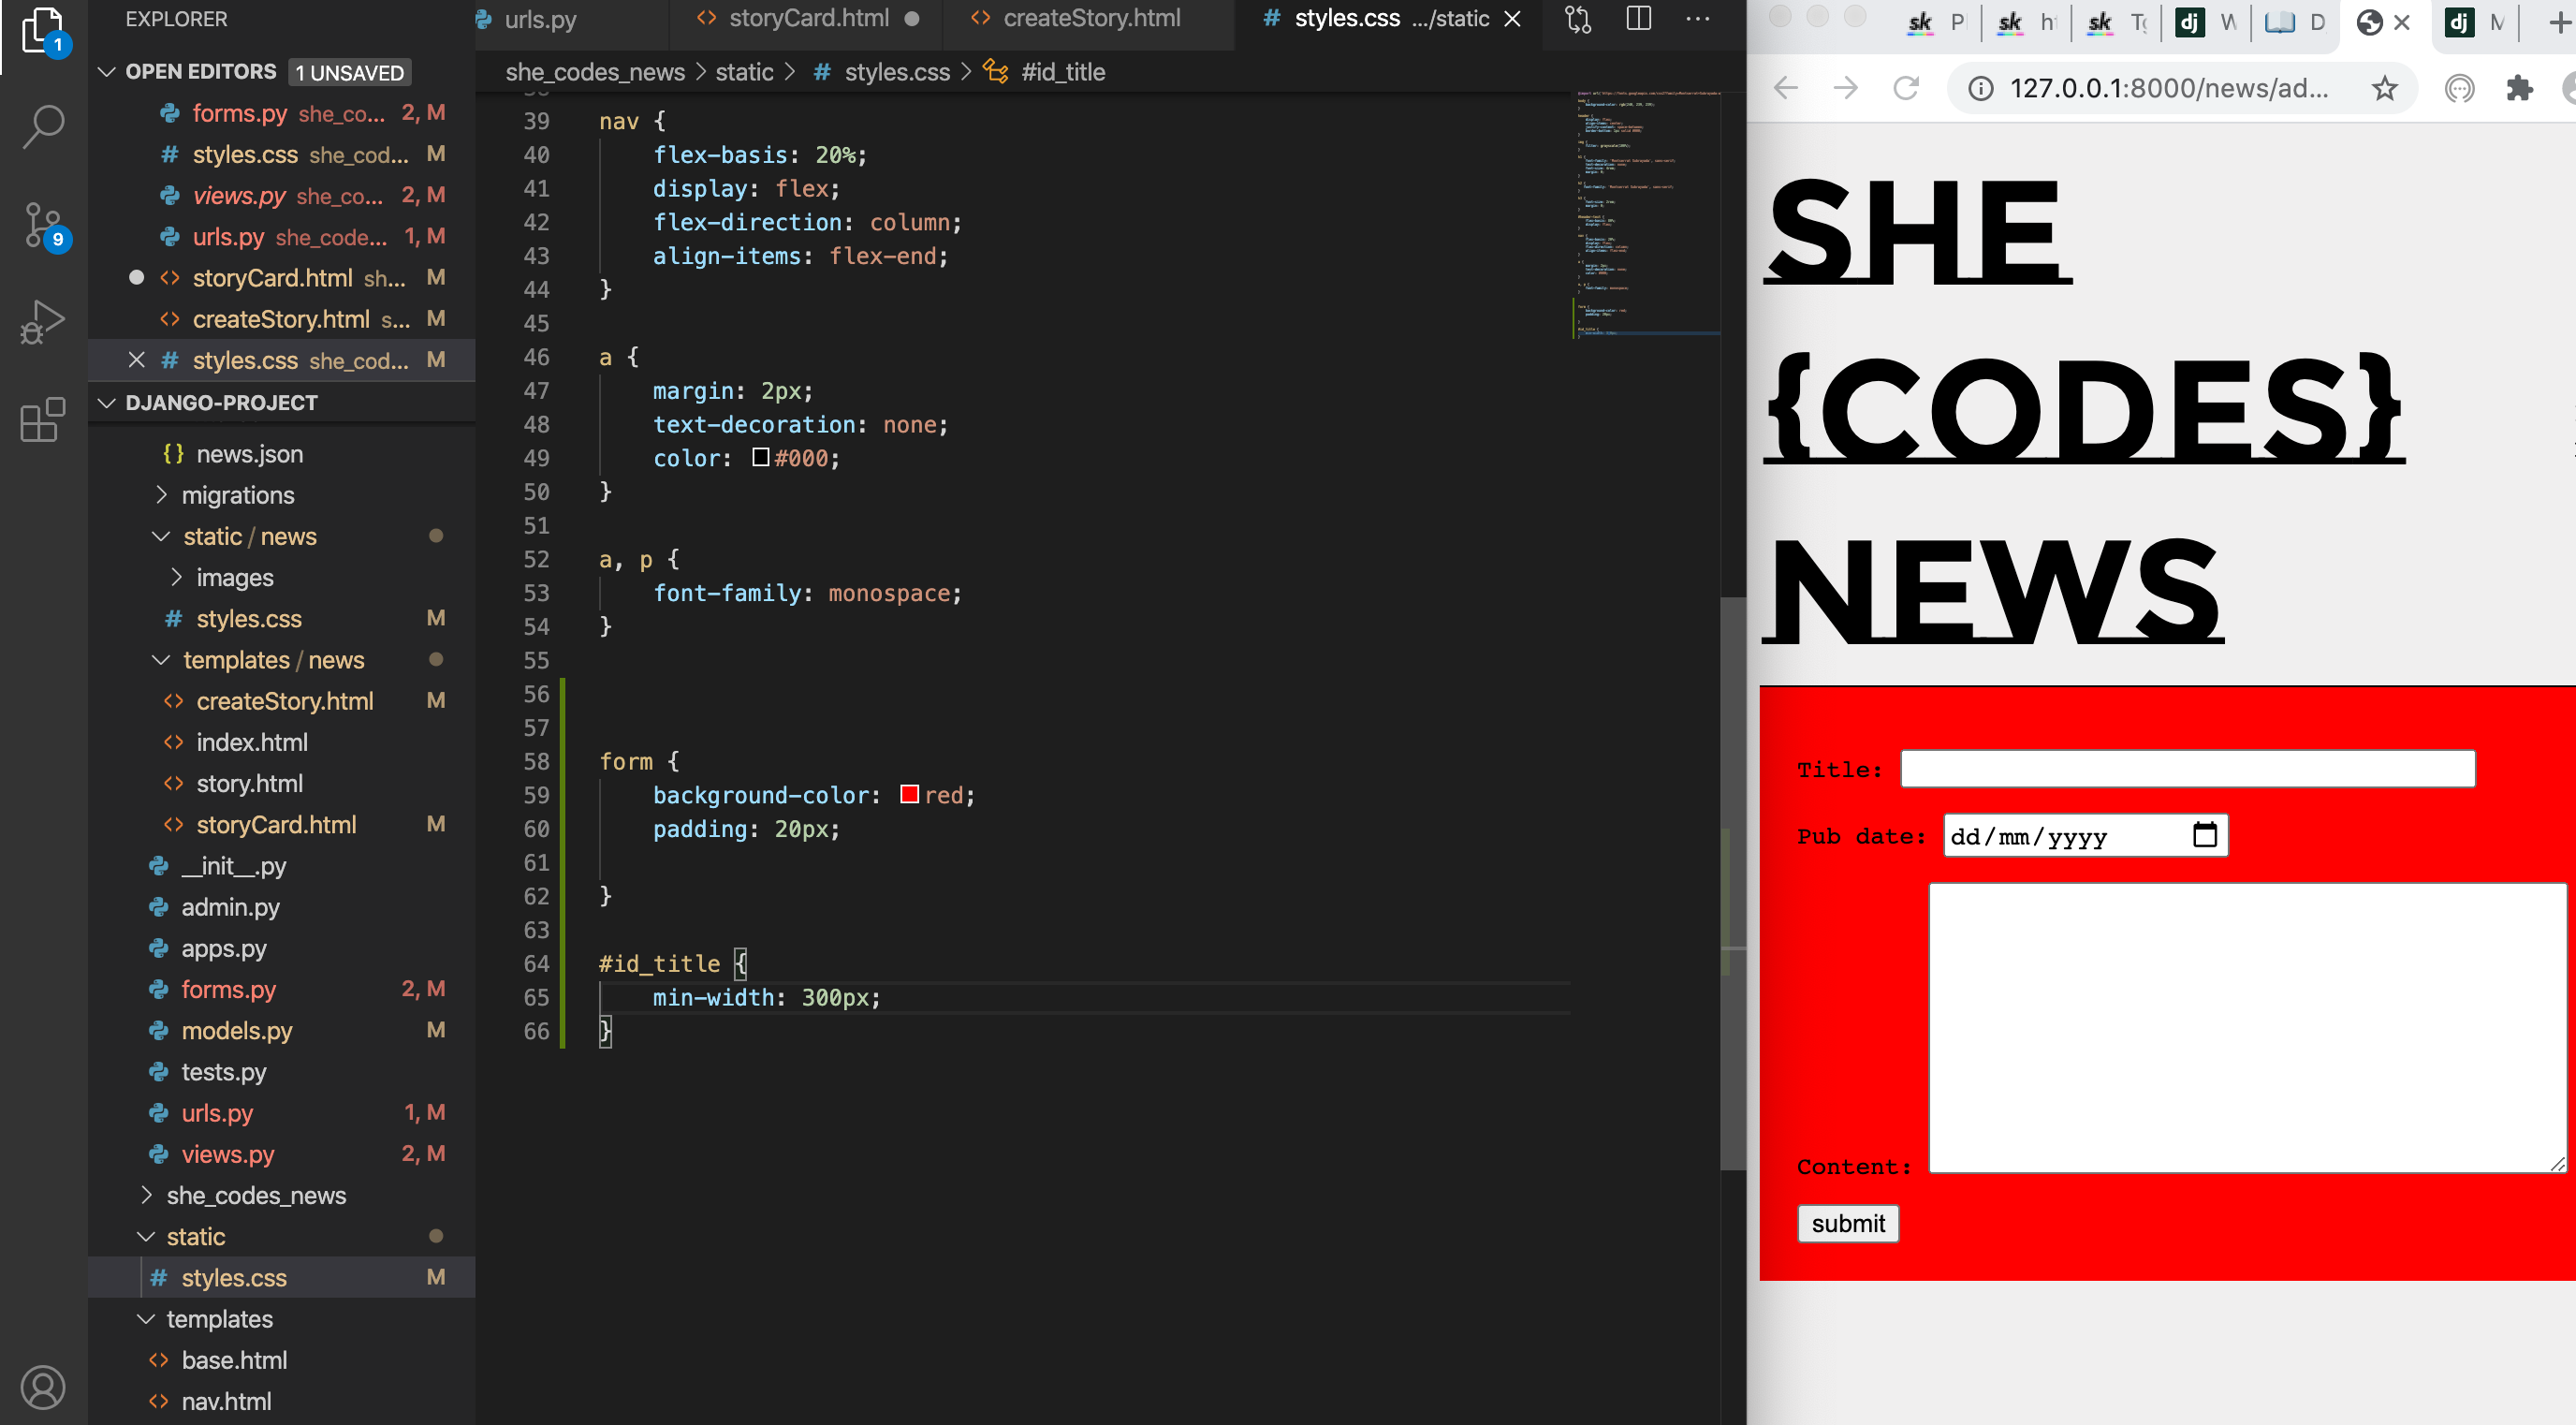 1
9
EXPLORER
OPEN EDITORS 1 UNSAVED
forms.py she_co... 2, M
# styles.css she_cod... M
views.py she_co... 2, M
urls.py she_code... 1, M
<> storyCard.html sh... M
<> createStory.html s... M
# styles.css she_cod... M
DJANGO-PROJECT
{} news.json
migrations
static / news
images
# styles.css M
templates / news
<> createStory.html M
<> index.html
<> story.html
<> storyCard.html M
__init__.py
admin.py
apps.py
forms.py 2, M
models.py M
tests.py
urls.py 1, M
views.py 2, M
she_codes_news
static
# styles.css M
templates
<> base.html
<> nav.html
urls.py <> storyCard.html <> createStory.html # styles.css .../static
she_codes_news > static > # styles.css > #id_title
39 nav {
40 flex-basis: 20%;
41 display: flex;
42 flex-direction: column;
43 align-items: flex-end;
44 }
45
46 a {
47 margin: 2px;
48 text-decoration: none;
49 color: #000;
50 }
51
52 a, p {
53 font-family: monospace;
54 }
55
56
57
58 form {
59 background-color: red;
60 padding: 20px;
61
62 }
63
64 #id_title {
65 min-width: 300px;
66 }
sk P sk h sk T dj W D dj M
127.0.0.1:8000/news/ad...
SHE
{CODES}
NEWS
Title:
Pub date: dd/mm/yyyy
Content:
submit